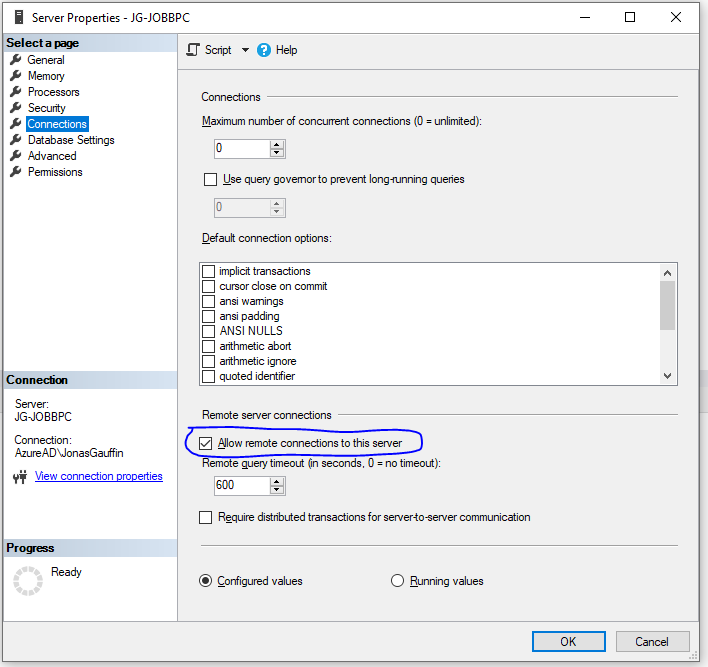 Server Properties - JG-JOBBPC
Select a page
General
Memory
Processors
Security
Connections
Database Settings
Advanced
Permissions
Connection
Server:
JG-JOBBPC
Connection:
AzureAD\JonasGauffin
View connection properties
Progress
Ready
Script
Help
Connections
Maximum number of concurrent connections (0 = unlimited):
0
Use query governor to prevent long-running queries
0
Default connection options:
implicit transactions
cursor close on commit
ansi warnings
ansi padding
ANSI NULLS
arithmetic abort
arithmetic ignore
quoted identifier
Remote server connections
Allow remote connections to this server
Remote query timeout (in seconds, 0 = no timeout):
600
Require distributed transactions for server-to-server communication
Configured values
Running values
OK
Cancel